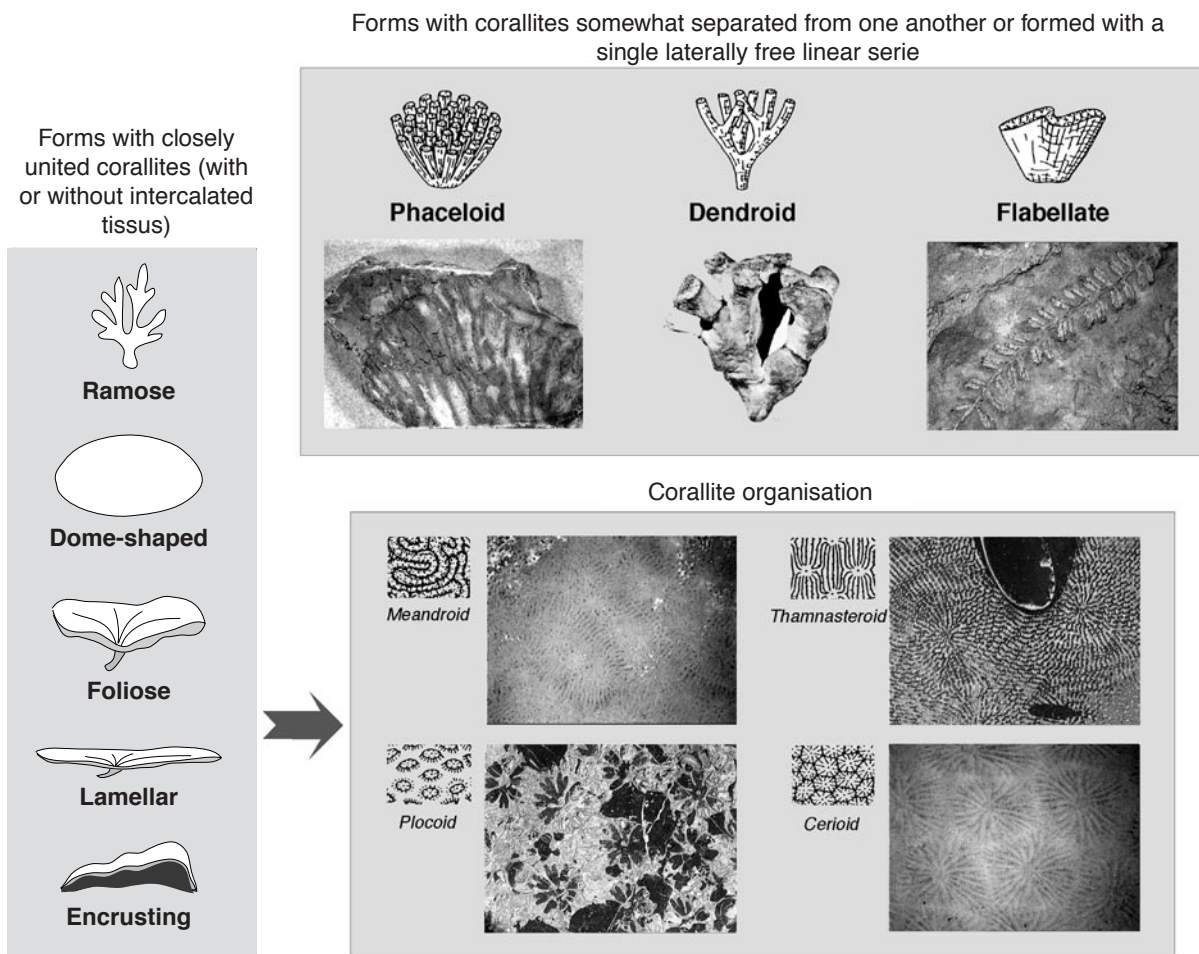 Forms with corallites somewhat separated from one another or formed with a
single laterally free linear serie
Phaceloid
Dendroid
Flabellate
Forms with closely
united corallites (with
or without intercalated
tissus)
Ramose
Dome-shaped
Foliose
Lamellar
Encrusting
Corallite organisation
Meandroid
Thamnasteroid
Plocoid
Cerioid